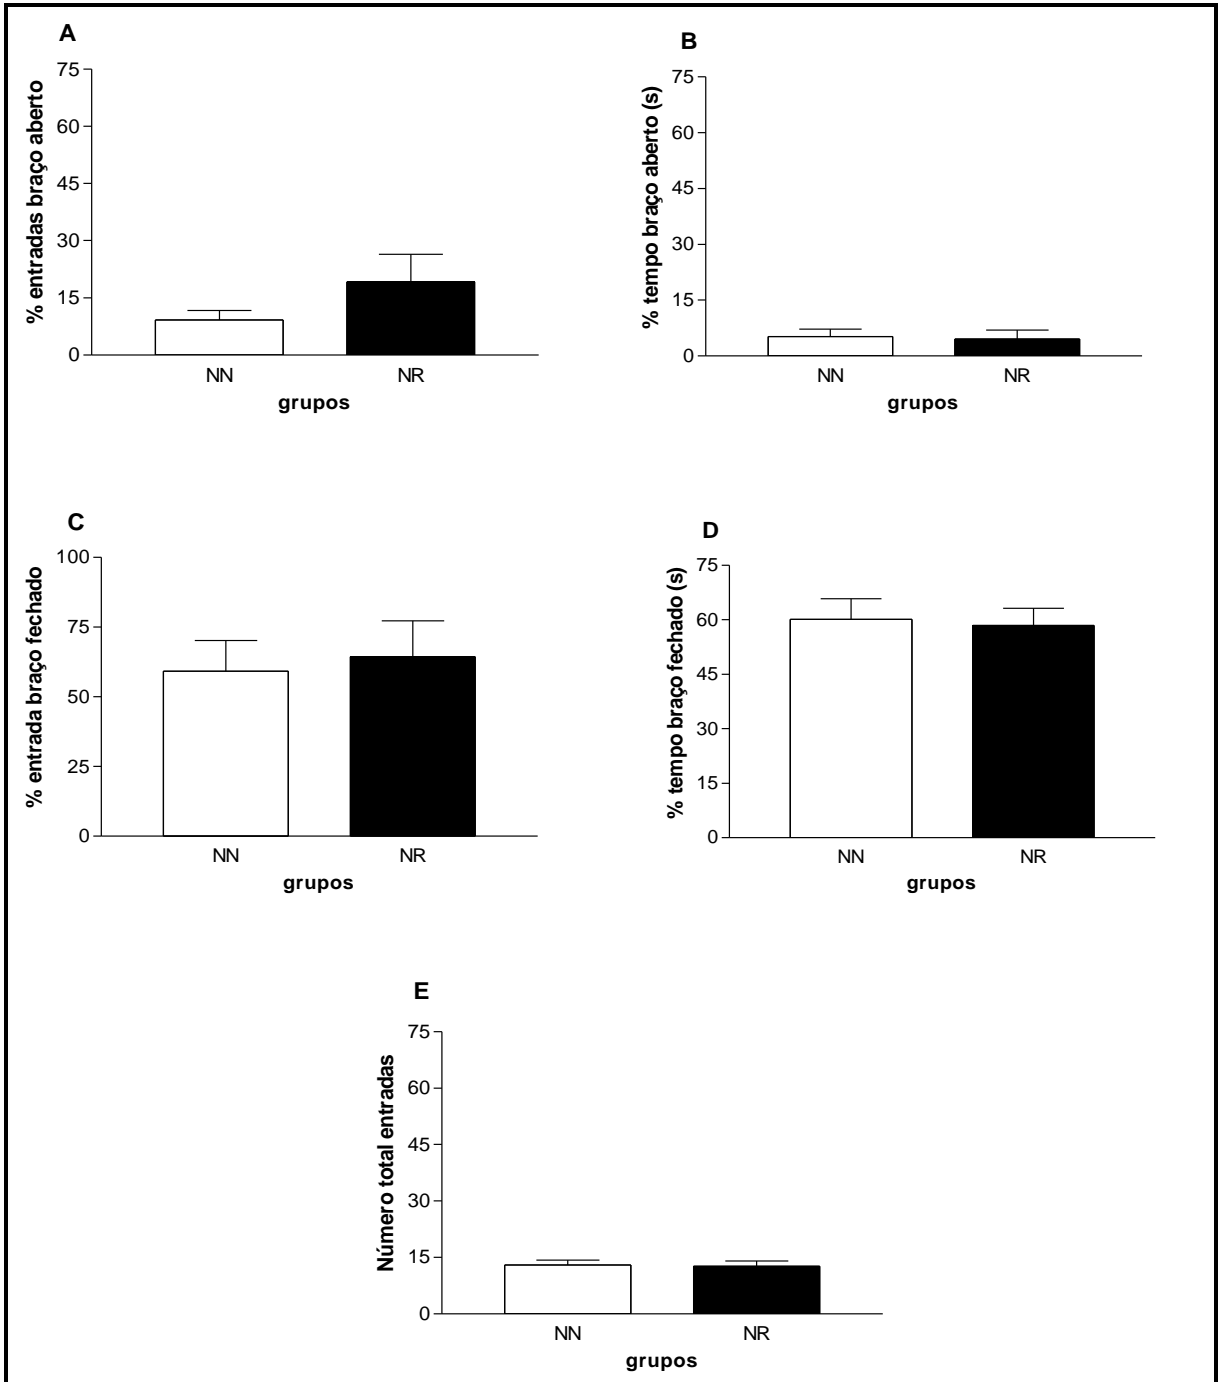 A
% entradas braço aberto
75
60
45
30
15
0
NN NR
grupos
B
% tempo braço aberto (s)
75
60
45
30
15
0
NN NR
grupos
C
% entrada braço fechado
100
75
50
25
0
NN NR
grupos
D
% tempo braço fechado (s)
75
60
45
30
15
0
NN NR
grupos
E
Número total entradas
75
60
45
30
15
0
NN NR
grupos